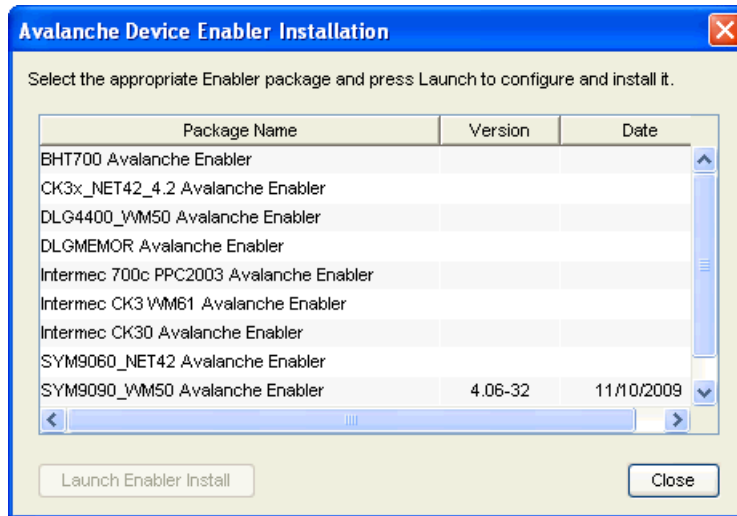 Avalanche Device Enabler Installation
Select the appropriate Enabler package and press Launch to configure and install it.
Package Name Version Date
BHT700 Avalanche Enabler
CK3x_NET42_4.2 Avalanche Enabler
DLG4400_WM50 Avalanche Enabler
DLGMEMOR Avalanche Enabler
Intermec 700c PPC2003 Avalanche Enabler
Intermec CK3 WM61 Avalanche Enabler
Intermec CK30 Avalanche Enabler
SYM9060_NET42 Avalanche Enabler
SYM9090_WM50 Avalanche Enabler 4.06-32 11/10/2009
Launch Enabler Install Close